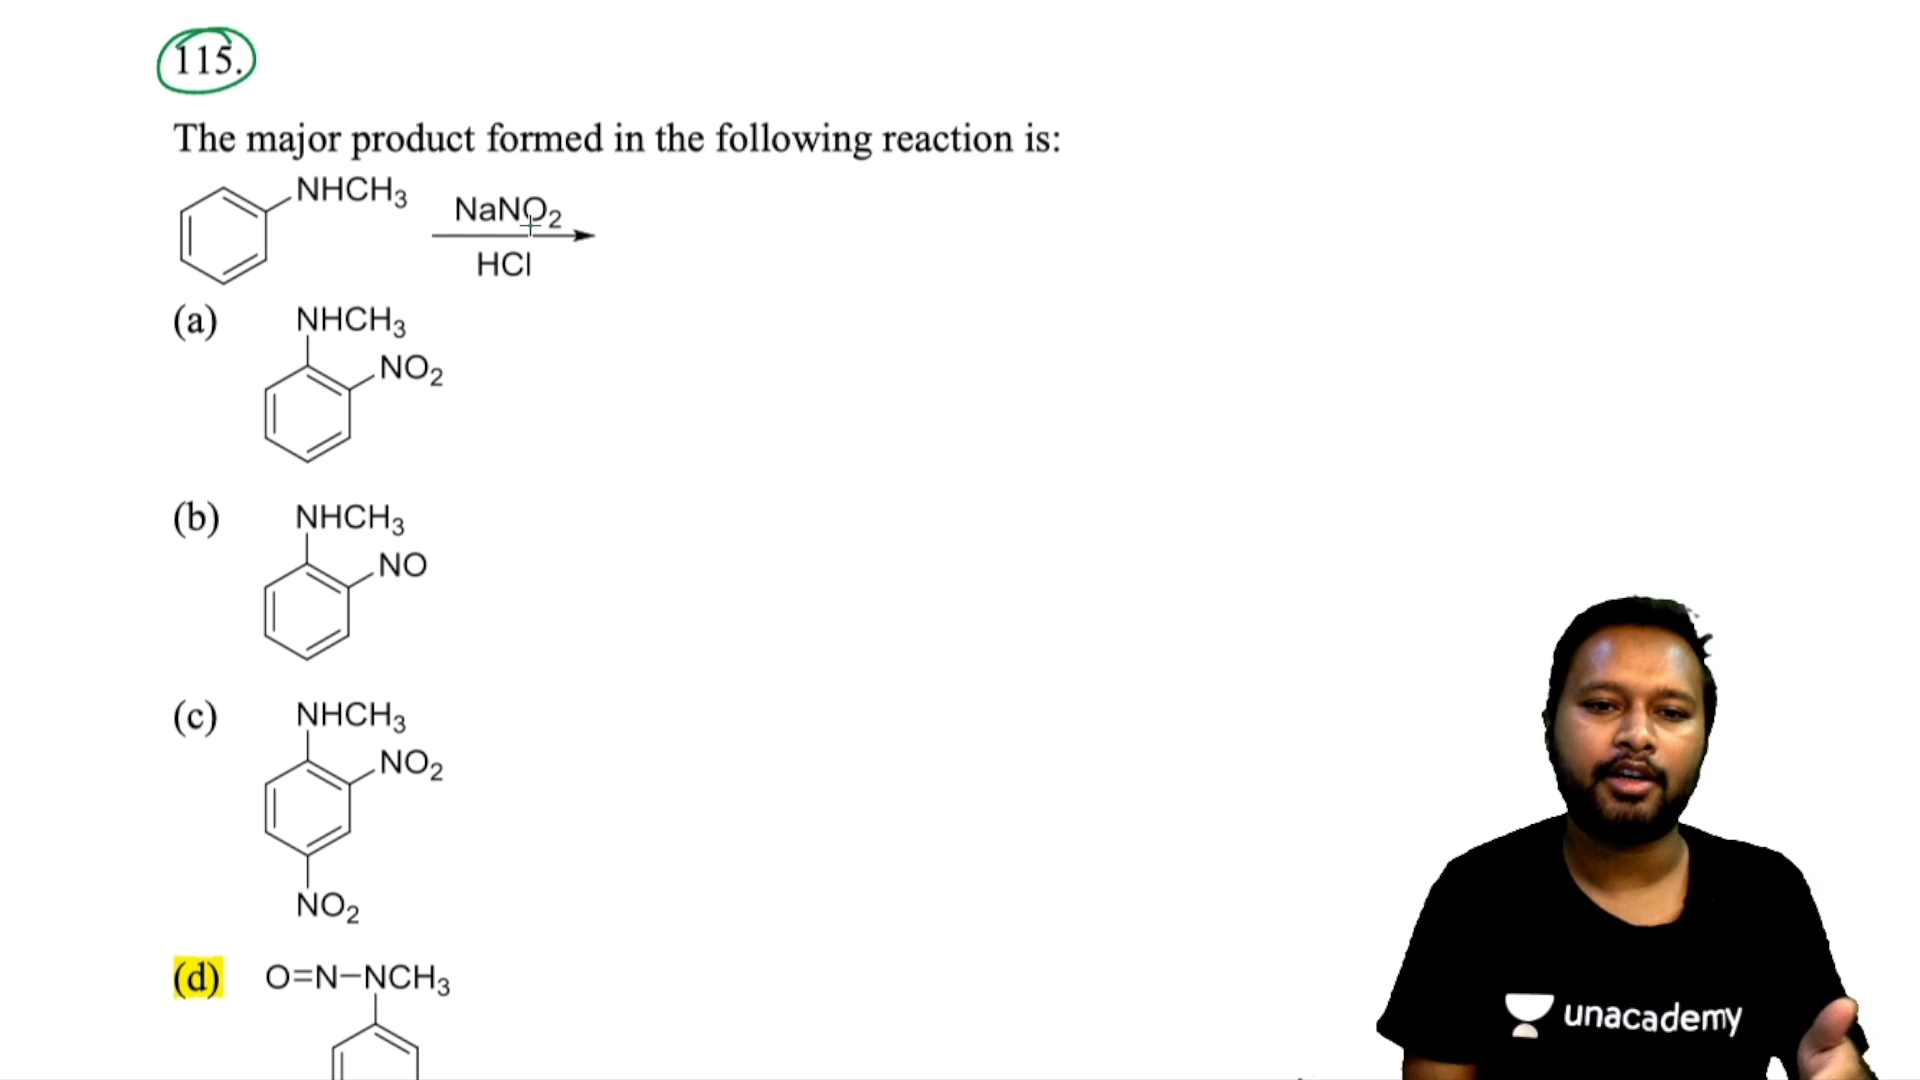 115.
The major product formed in the following reaction is:
NHCH3
NaNO2
HCl
(a) NHCH3
NO2
(b) NHCH3
NO
(c) NHCH3
NO2
NO2
(d) O=N–NCH3
unacademy